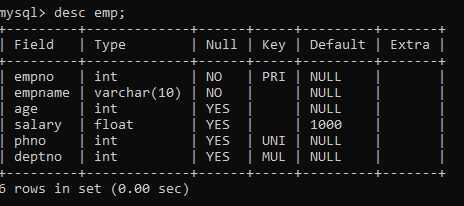 mysql> desc emp;
+----------+-------------+------+-----+---------+-------+
| Field    | Type        | Null | Key | Default | Extra |
+----------+-------------+------+-----+---------+-------+
| empno    | int         | NO   | PRI | NULL    |       |
| empname  | varchar(10) | NO   |     | NULL    |       |
| age      | int         | YES  |     | NULL    |       |
| salary   | float       | YES  |     | 1000    |       |
| phno     | int         | YES  | UNI | NULL    |       |
| deptno   | int         | YES  | MUL | NULL    |       |
+----------+-------------+------+-----+---------+-------+
6 rows in set (0.00 sec)